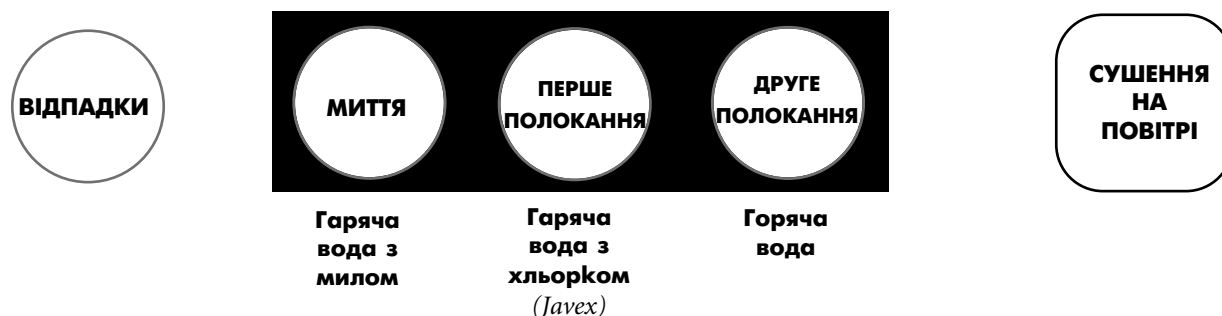 ВІДПАДКИ
МИТТЯ
ПЕРШЕ
ПОЛОКАННЯ
ДРУГЕ
ПОЛОКАННЯ
СУШЕННЯ
НА
ПОВІТРІ
Гаряча
вода з
милом
Гаряча
вода з
хльорком
(Javex)
Горяча
вода